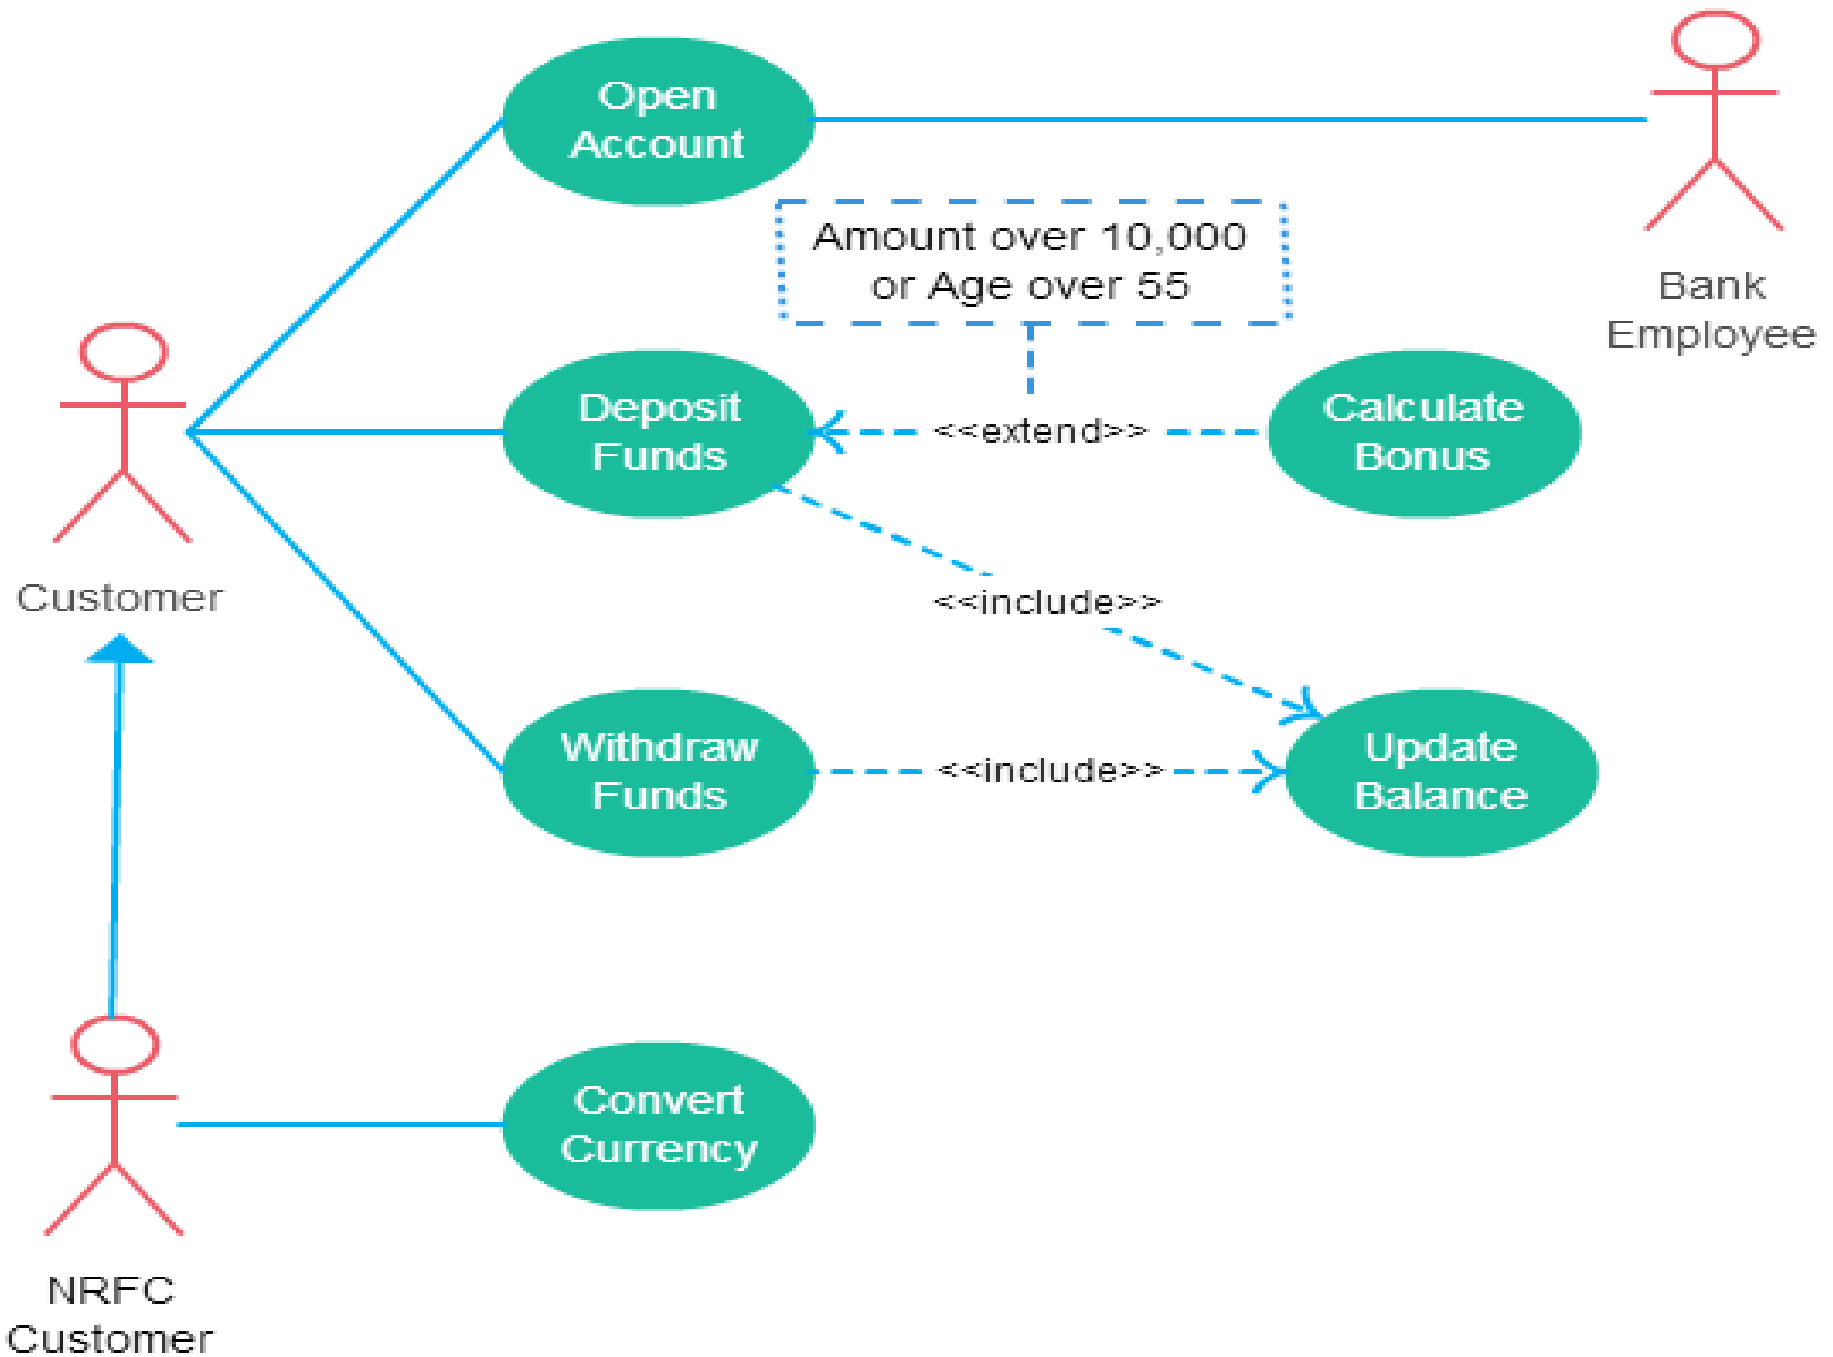 Open
Account
Amount over 10,000
or Age over 55
Bank
Employee
Deposit
Funds
<<extend>>
Calculate
Bonus
Customer
<<include>>
Withdraw
Funds
<<include>>
Update
Balance
Convert
Currency
NRFC
Customer